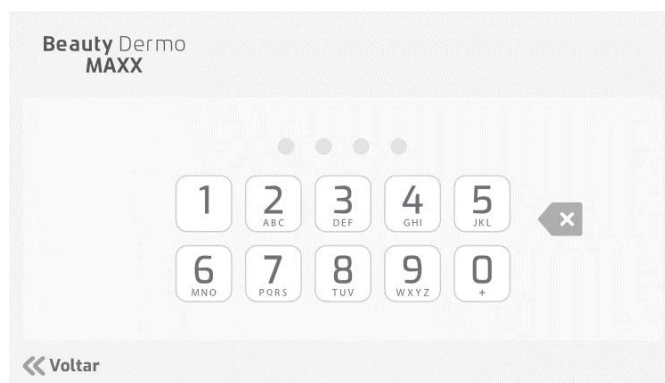 Beauty Dermo
MAXX
1 2 3 4 5
ABC DEF GHI JKL
6 7 8 9 0
MNO PQRS TUV WXYZ +
Voltar